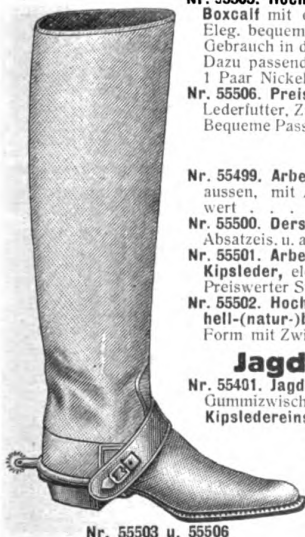 Boxcalf mit
Eleg. bequem
Gebrauch in d
Dazu passend
1 Paar Nickel
Nr. 55506. Preis
Lederfutter, Z
Bequeme Pass
Nr. 55499. Arbe
aussen, mit
wert . . . .
Nr. 55500. Ders
Absatzeis. u. a
Nr. 55501. Arbe
Kipsleder, el
Preiswerter S
Nr. 55502. Hoch
hell-(natur-)b
Form mit Zwi
Jagd
Nr. 55401. Jagd
Gummizwisch
Kipsledereins
Nr. 55503 u. 55506